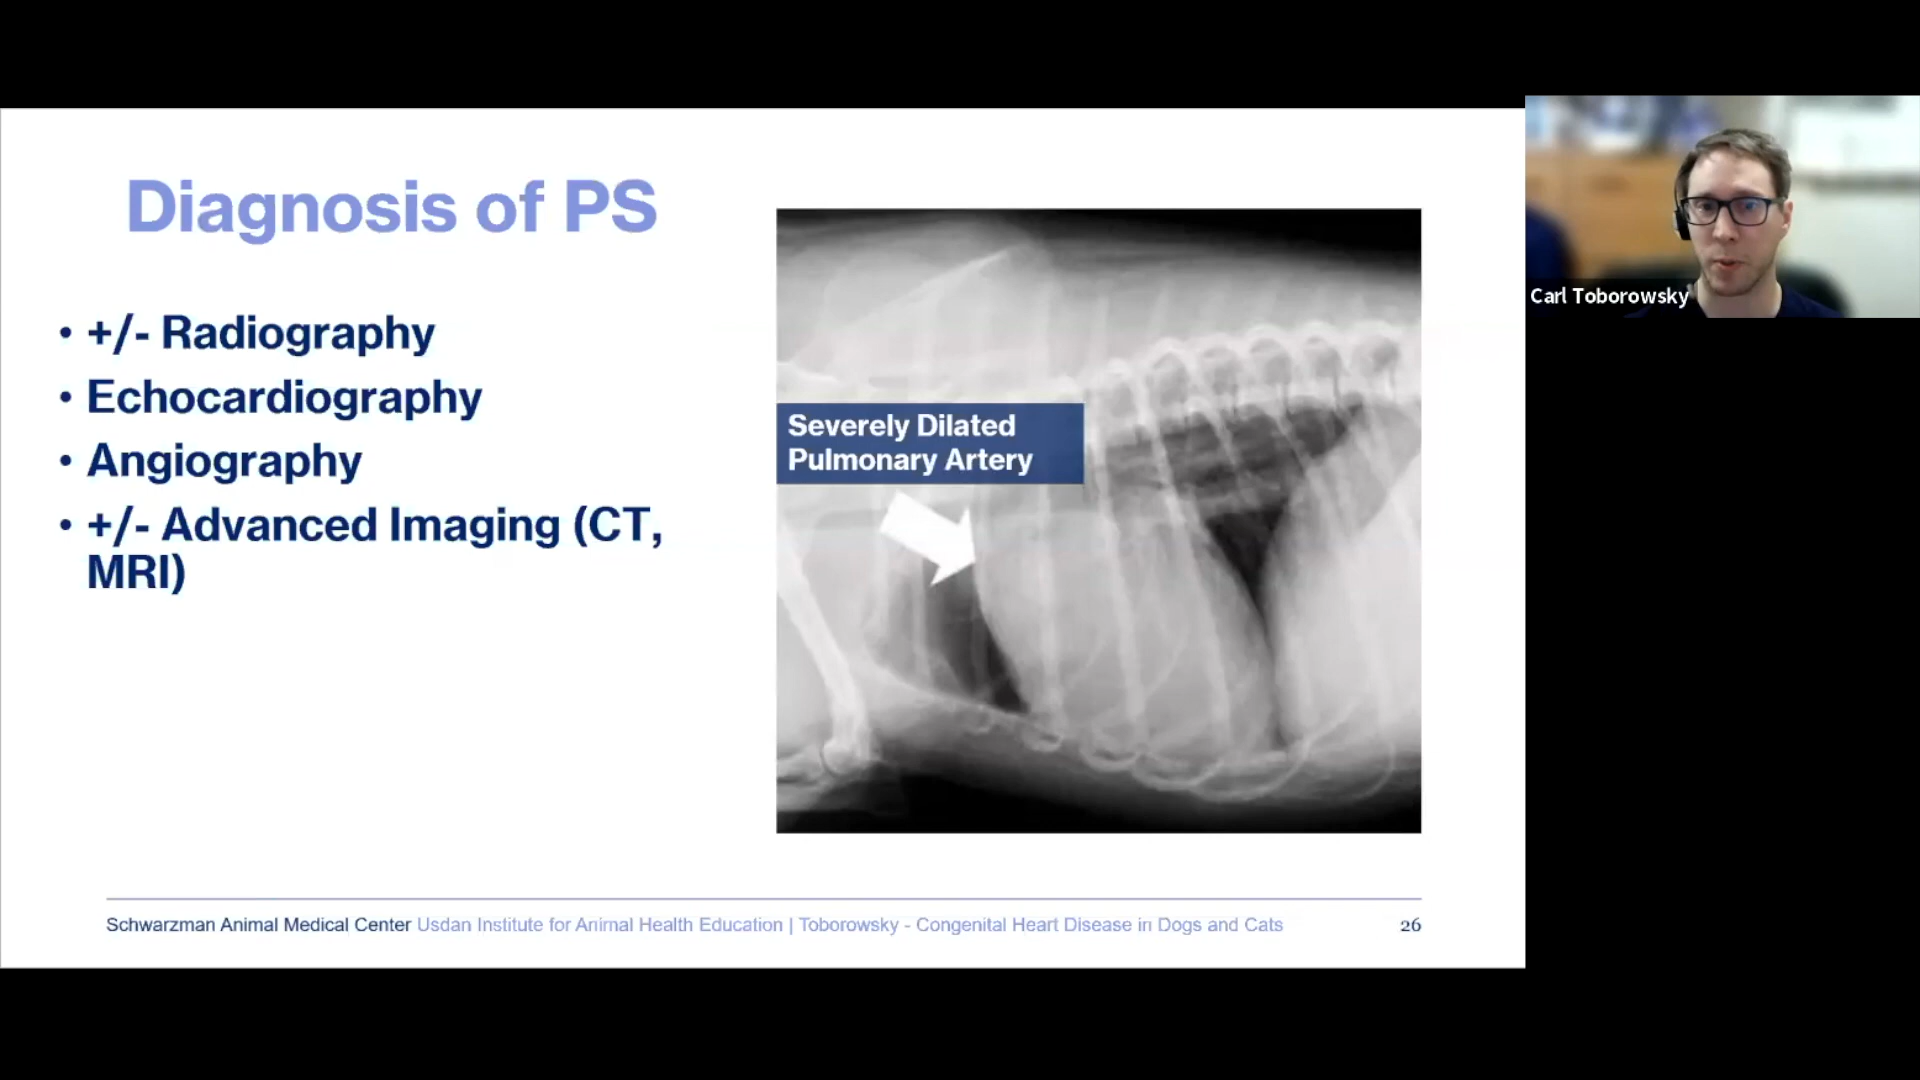 Diagnosis of PS
• +/- Radiography
• Echocardiography
• Angiography
• +/- Advanced Imaging (CT,
MRI)
Severely Dilated
Pulmonary Artery
Carl Toborowsky
Schwarzman Animal Medical Center Usdan Institute for Animal Health Education | Toborowsky - Congenital Heart Disease in Dogs and Cats 26